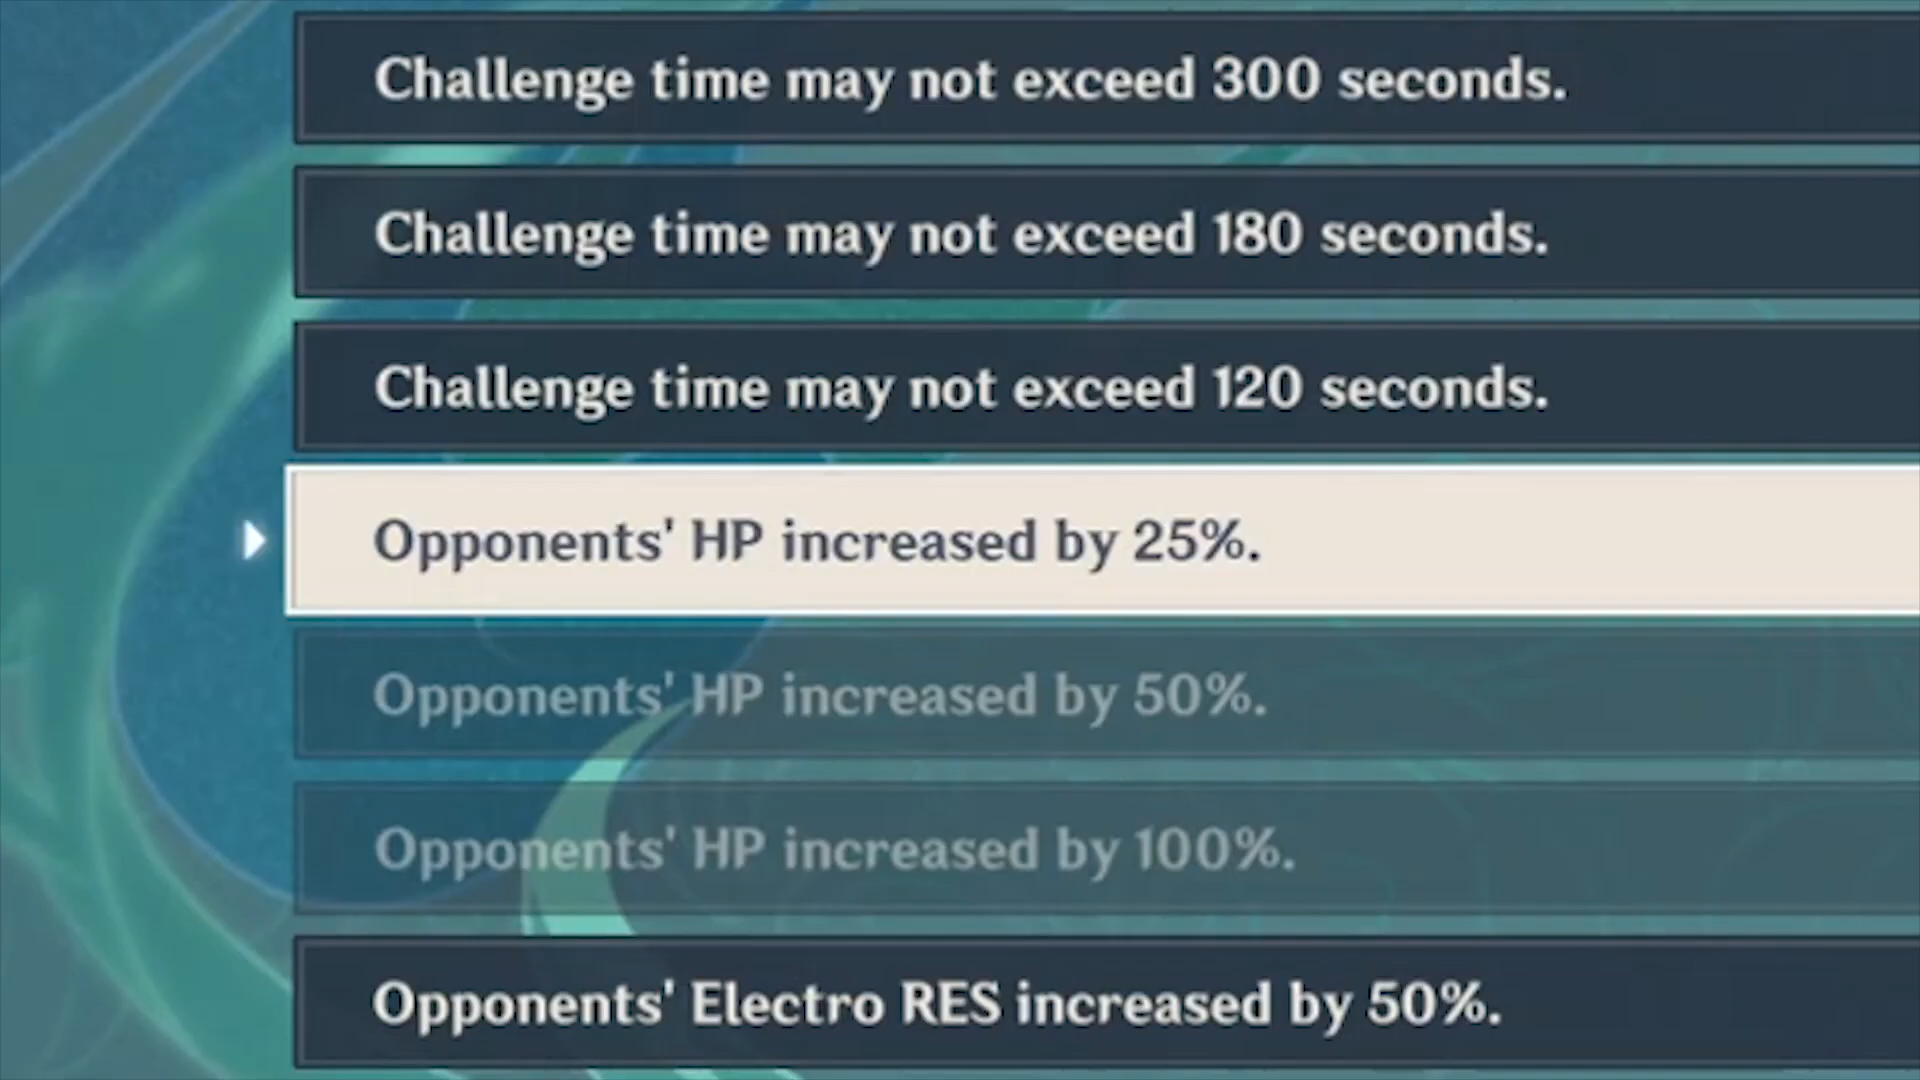 Challenge time may not exceed 300 seconds.
Challenge time may not exceed 180 seconds.
Challenge time may not exceed 120 seconds.
Opponents' HP increased by 25%.
Opponents' HP increased by 50%.
Opponents' HP increased by 100%.
Opponents' Electro RES increased by 50%.